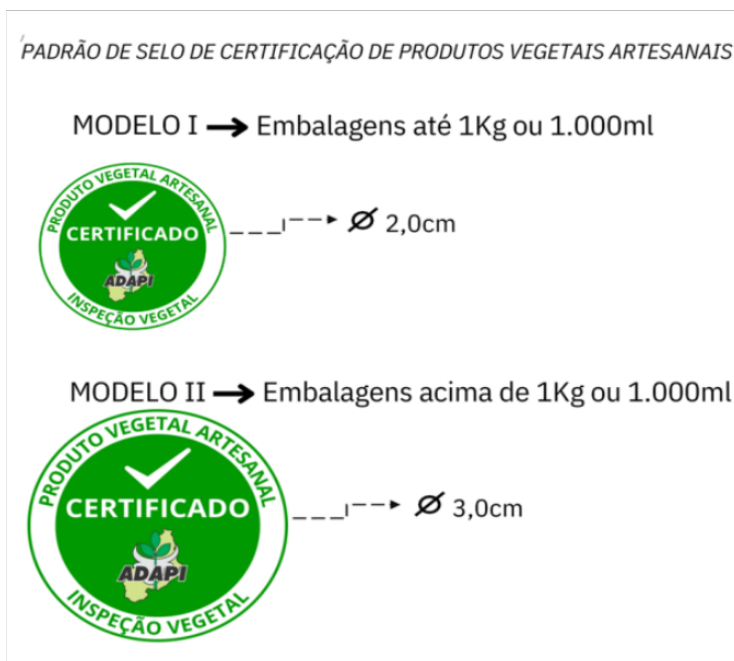 PADRÃO DE SELO DE CERTIFICAÇÃO DE PRODUTOS VEGETAIS ARTESANAIS
MODELO I → Embalagens até 1Kg ou 1.000ml
PRODUTO VEGETAL ARTESANAL
CERTIFICADO
ADAPI
INSPEÇÃO VEGETAL
Ø 2,0cm
MODELO II → Embalagens acima de 1Kg ou 1.000ml
PRODUTO VEGETAL ARTESANAL
CERTIFICADO
ADAPI
INSPEÇÃO VEGETAL
Ø 3,0cm